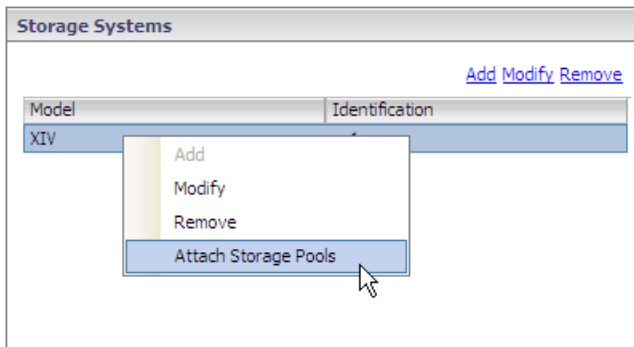 Storage Systems
Add Modify Remove
Model Identification
XIV
Add
Modify
Remove
Attach Storage Pools